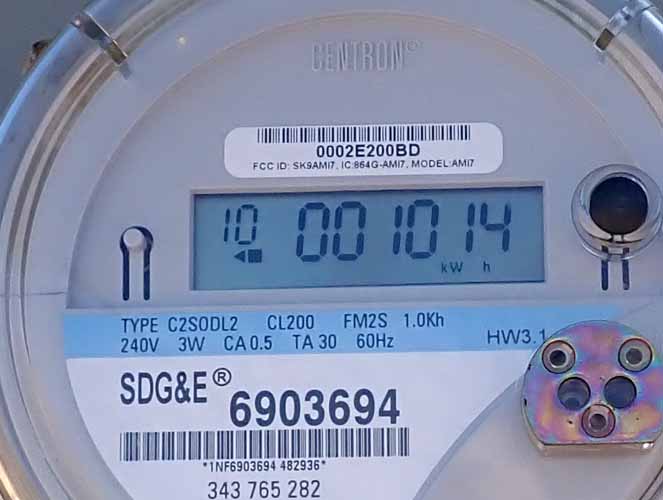 CENTRON®
0002E200BD
FCC ID: SK9AMI7, IC:864G-AMI7, MODEL:AMI7
10 001014
kW h
TYPE C2SODL2 CL200 FM2S 1.0Kh
240V 3W CA 0.5 TA 30 60Hz HW3.1
SDG&E® 6903694
*1NF6903694 482936*
343 765 282